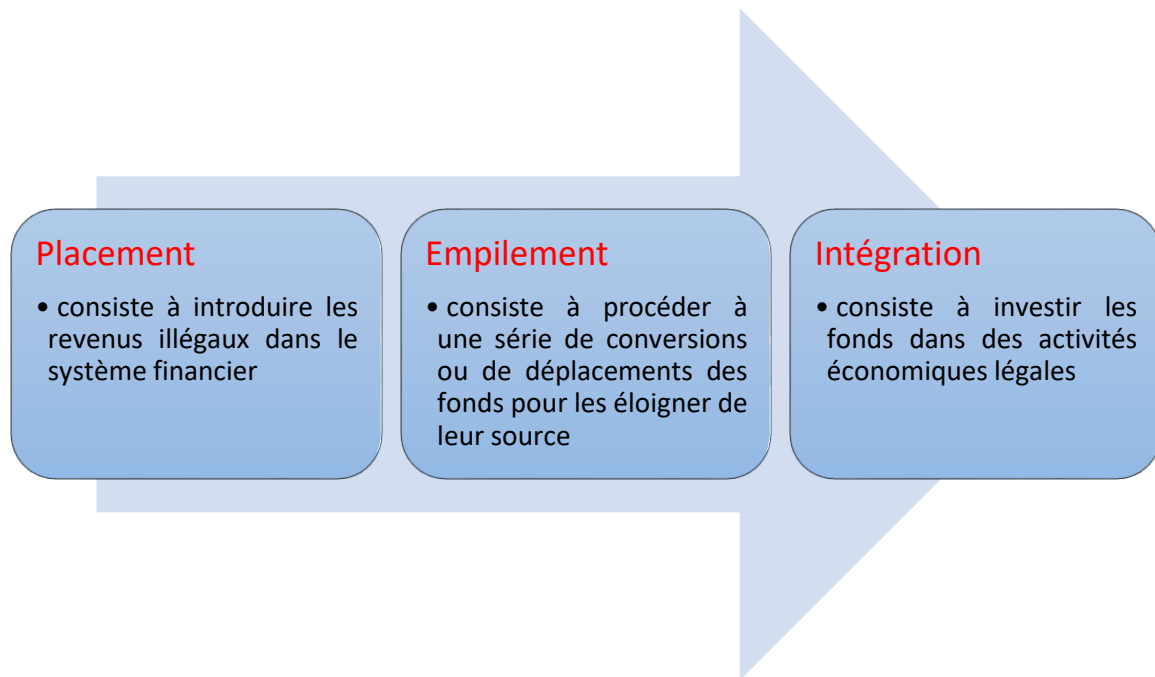 Placement
• consiste à introduire les
revenus illégaux dans le
système financier
Empilement
• consiste à procéder à
une série de conversions
ou de déplacements des
fonds pour les éloigner de
leur source
Intégration
• consiste à investir les
fonds dans des activités
économiques légales